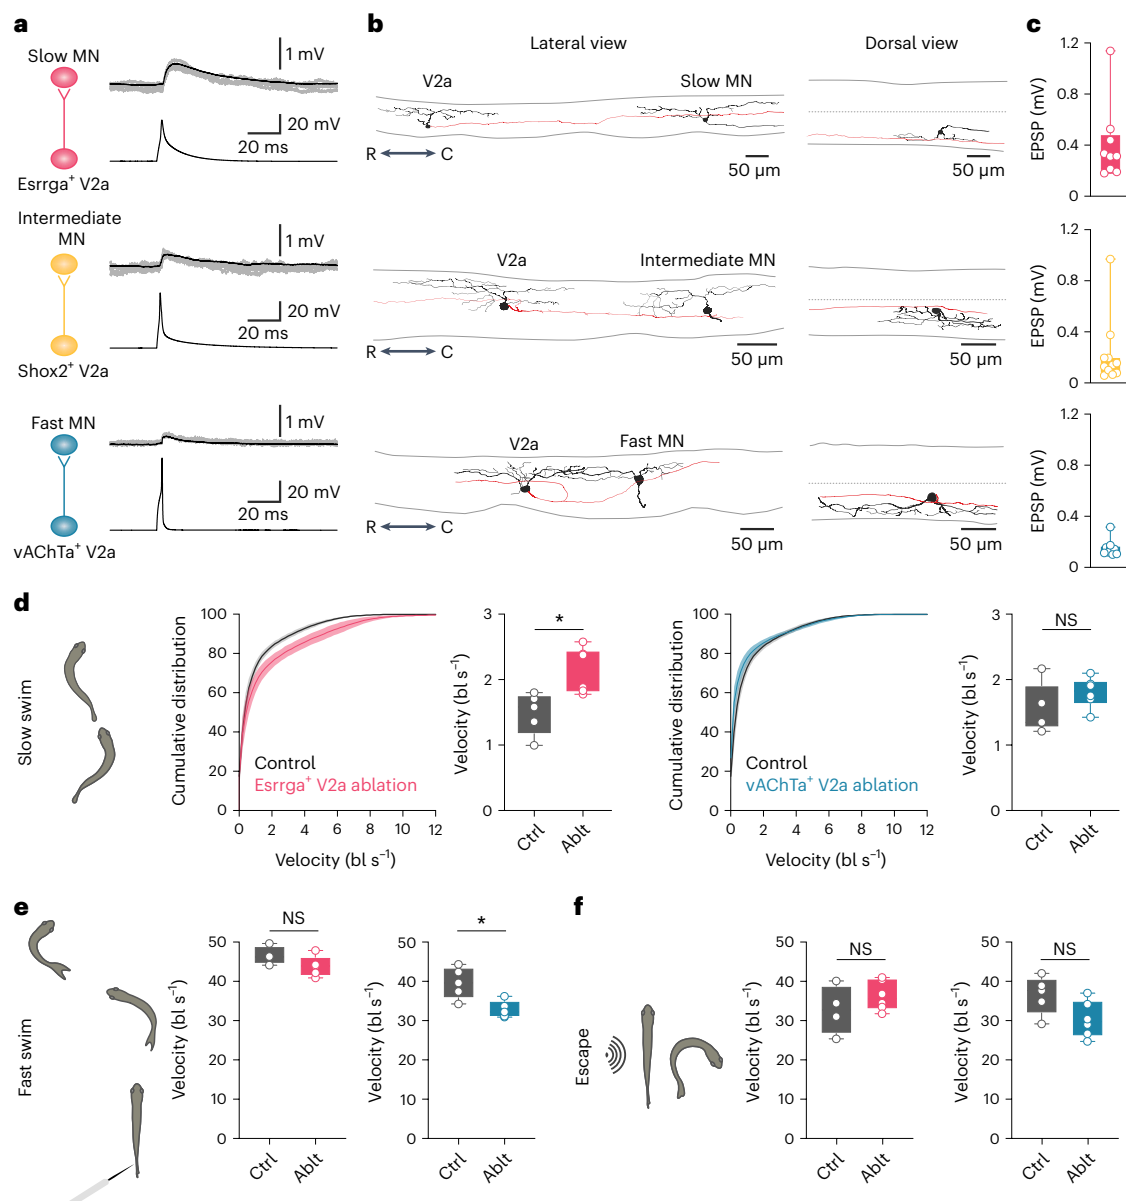 a
Slow MN
1 mV
20 mV
20 ms
Esrrga⁺ V2a
Intermediate
MN
1 mV
20 mV
20 ms
Shox2⁺ V2a
Fast MN
1 mV
20 mV
20 ms
vAChTa⁺ V2a
b
Lateral view
Dorsal view
V2a
Slow MN
R
C
50 µm
50 µm
V2a
Intermediate MN
R
C
50 µm
50 µm
V2a
Fast MN
R
C
50 µm
50 µm
c
1.2
0.8
0.4
0
EPSP (mV)
1.2
0.8
0.4
0
EPSP (mV)
1.2
0.8
0.4
0
EPSP (mV)
d
Slow swim
Cumulative distribution
100
80
60
40
20
0
Control
Esrrga⁺ V2a ablation
0 2 4 6 8 10 12
Velocity (bl s⁻¹)
Velocity (bl s⁻¹)
3
2
1
0
*
Ctrl
Ablt
Cumulative distribution
100
80
60
40
20
0
Control
vAChTa⁺ V2a ablation
0 2 4 6 8 10 12
Velocity (bl s⁻¹)
Velocity (bl s⁻¹)
3
2
1
0
NS
Ctrl
Ablt
e
Fast swim
Velocity (bl s⁻¹)
50
40
30
20
10
0
NS
Ctrl
Ablt
Velocity (bl s⁻¹)
50
40
30
20
10
0
*
Ctrl
Ablt
f
Escape
Velocity (bl s⁻¹)
50
40
30
20
10
0
NS
Ctrl
Ablt
Velocity (bl s⁻¹)
50
40
30
20
10
0
NS
Ctrl
Ablt